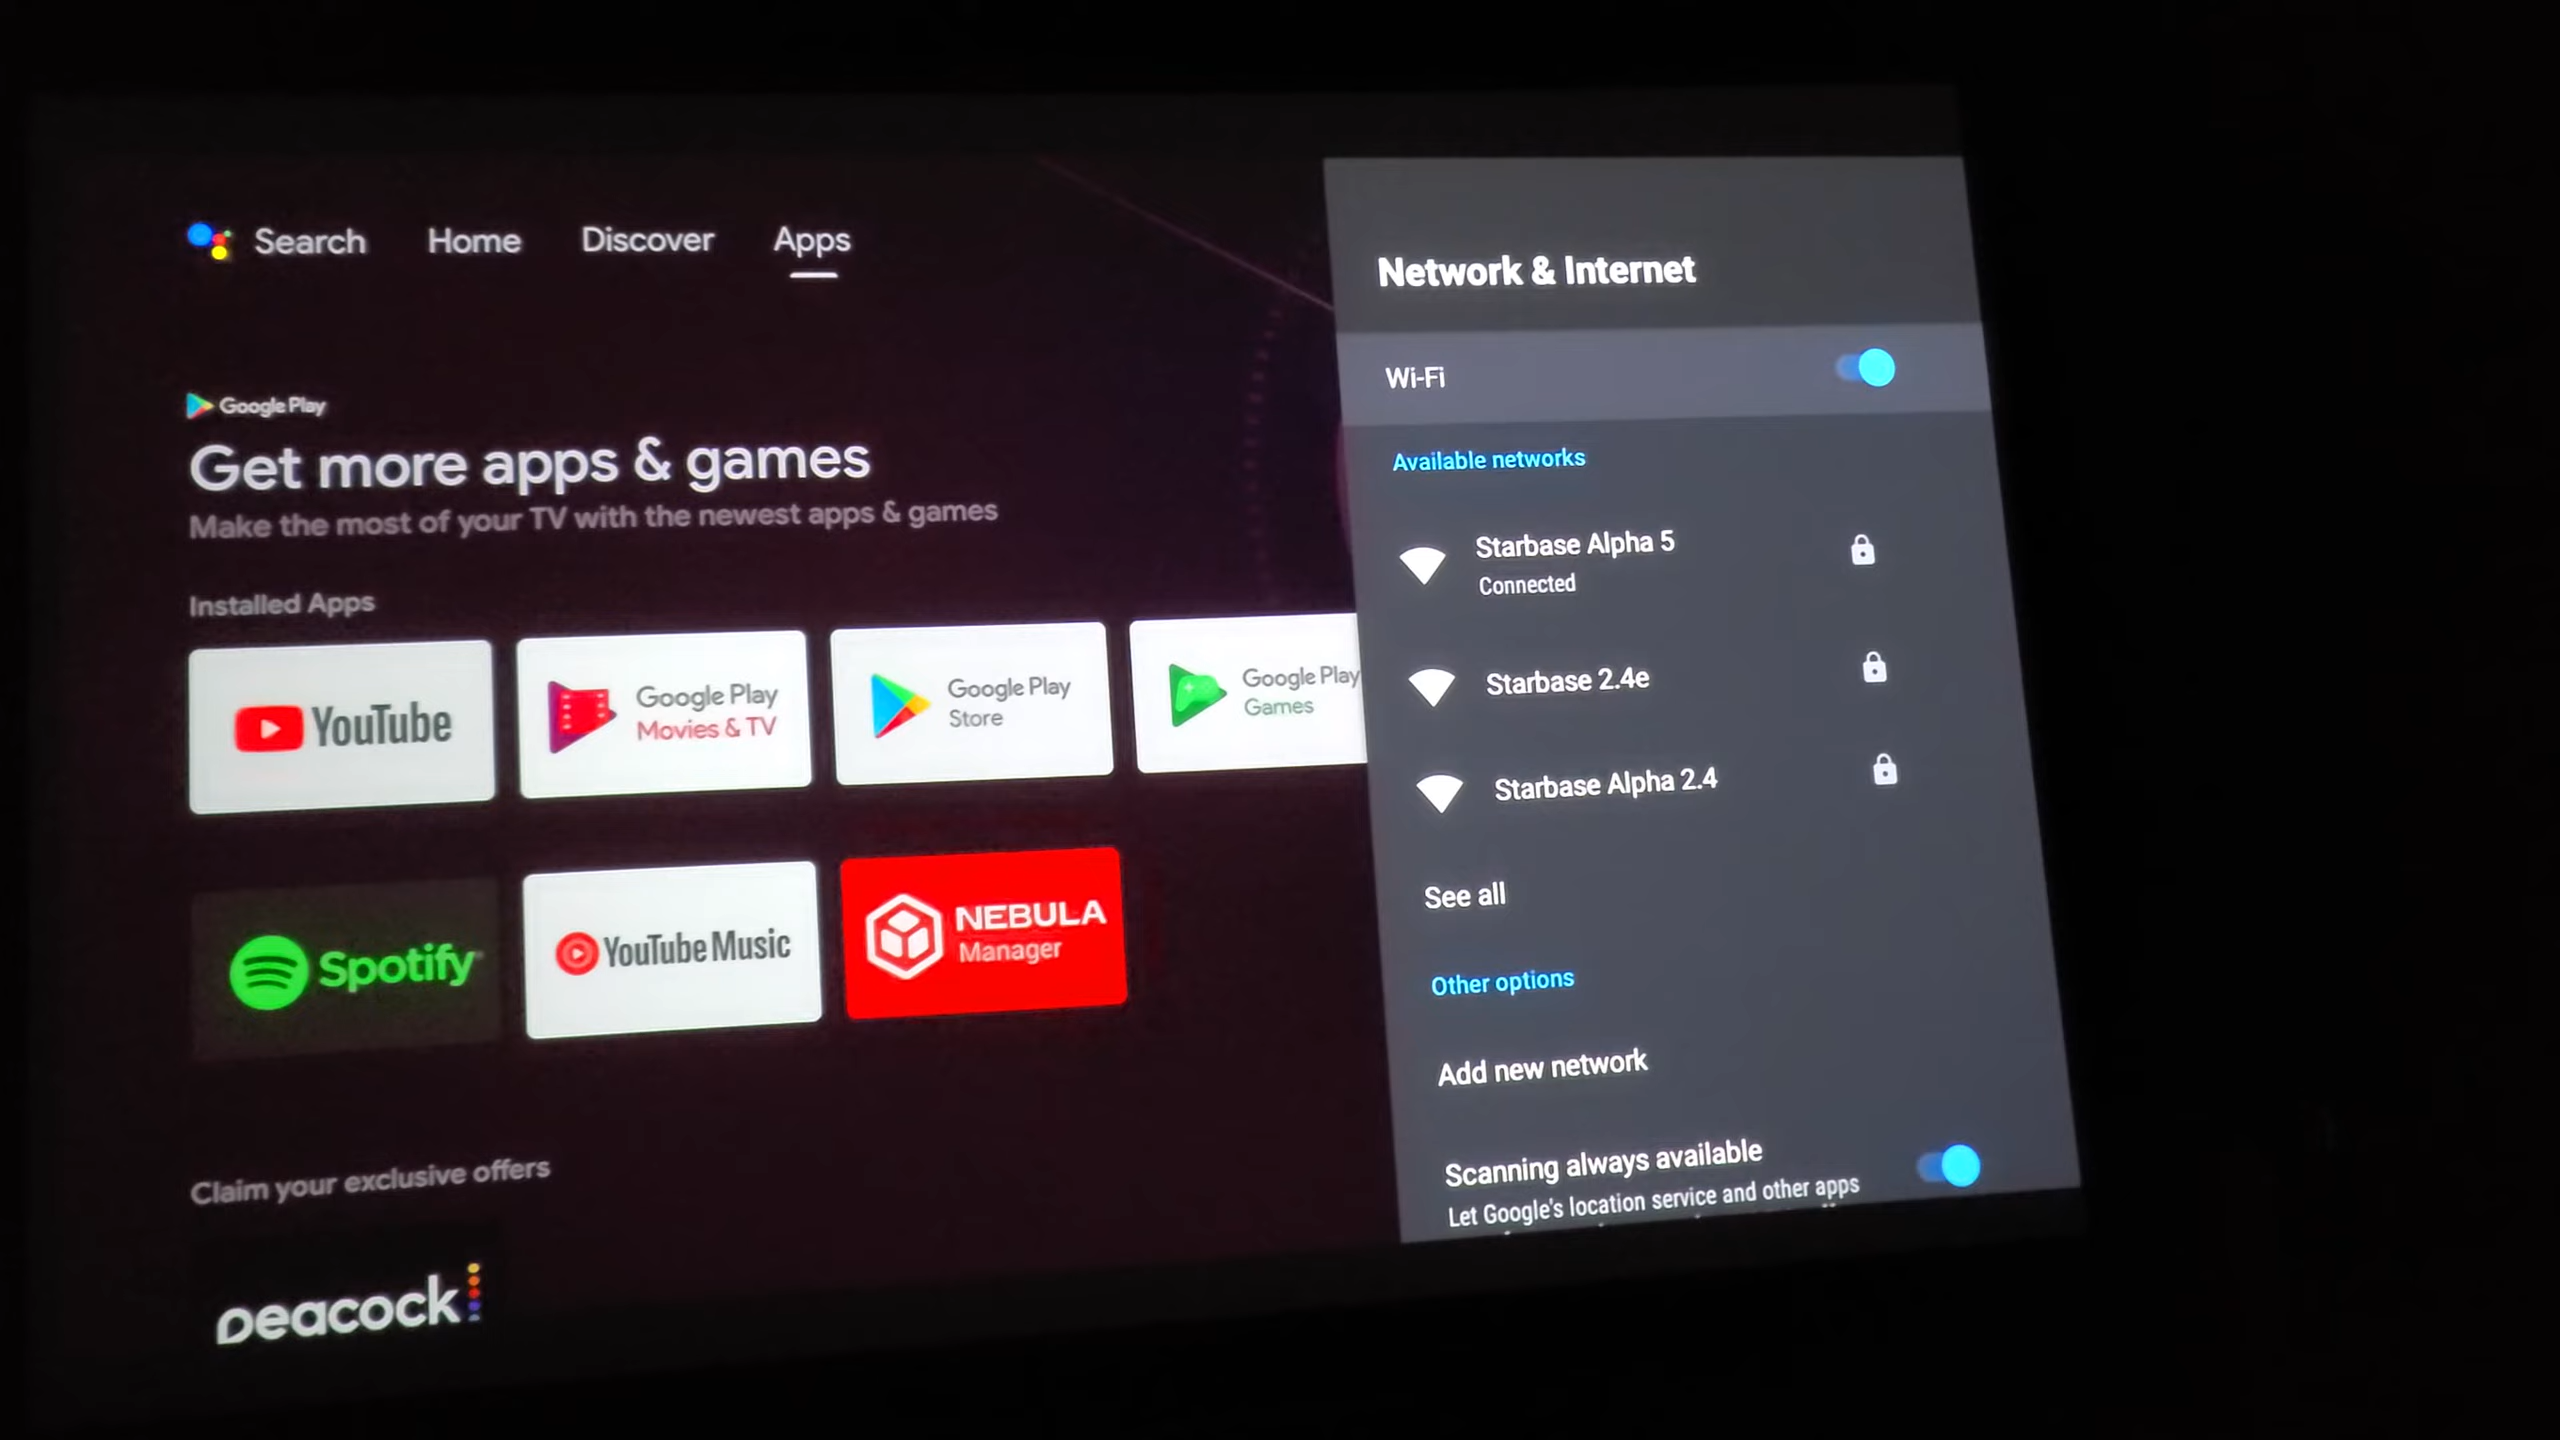 Search Home Discover Apps
Google Play
Get more apps & games
Make the most of your TV with the newest apps & games
Installed Apps
YouTube
Google Play
Movies & TV
Google Play
Store
Google Play
Games
Spotify
YouTube Music
NEBULA
Manager
Claim your exclusive offers
peacock
Network & Internet
Wi-Fi
Available networks
Starbase Alpha 5
Connected
Starbase 2.4e
Starbase Alpha 2.4
See all
Other options
Add new network
Scanning always available
Let Google's location service and other apps